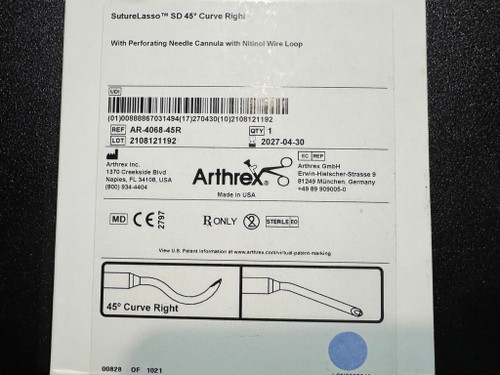 SutureLasso™ SD 45° Curve Right
With Perforating Needle Cannula with Nitinol Wire Loop
UDI
(01)00888867031494(17)270430(10)2108121192
REF AR-4068-45R QTY 1
LOT 2108121192 2027-04-30
Arthrex Inc.
1370 Creekside Blvd
Naples, FL 34108, USA
(800) 934-4404
Arthrex®
Made in USA
EC REP
Arthrex GmbH
Erwin-Hielscher-Strasse 9
81249 München, Germany
+49 89 909005-0
MD CE 2797 Rx ONLY STERILE EO
View U.S. Patent information at www.arthrex.com/virtual-patent-marking
45° Curve Right
00828 OF 1021